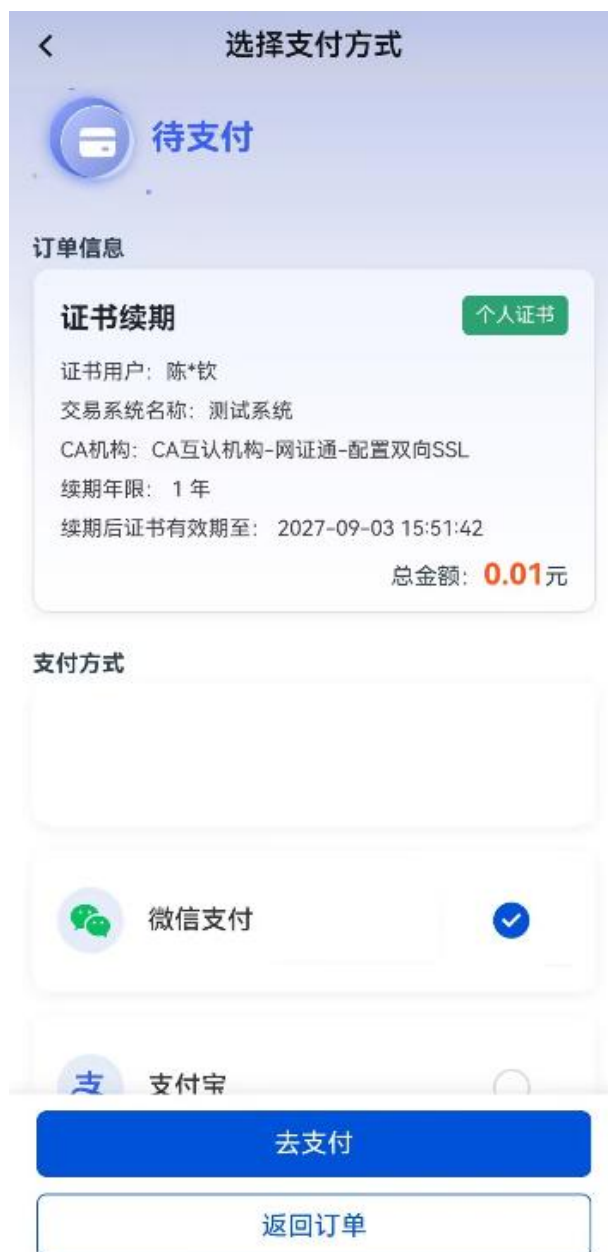 选择支付方式
待支付
订单信息
证书续期
个人证书
证书用户：陈*钦
交易系统名称：测试系统
CA机构：CA互认机构-网证通-配置双向SSL
续期年限： 1 年
续期后证书有效期至： 2027-09-03 15:51:42
总金额：0.01元
支付方式
微信支付
支付宝
去支付
返回订单